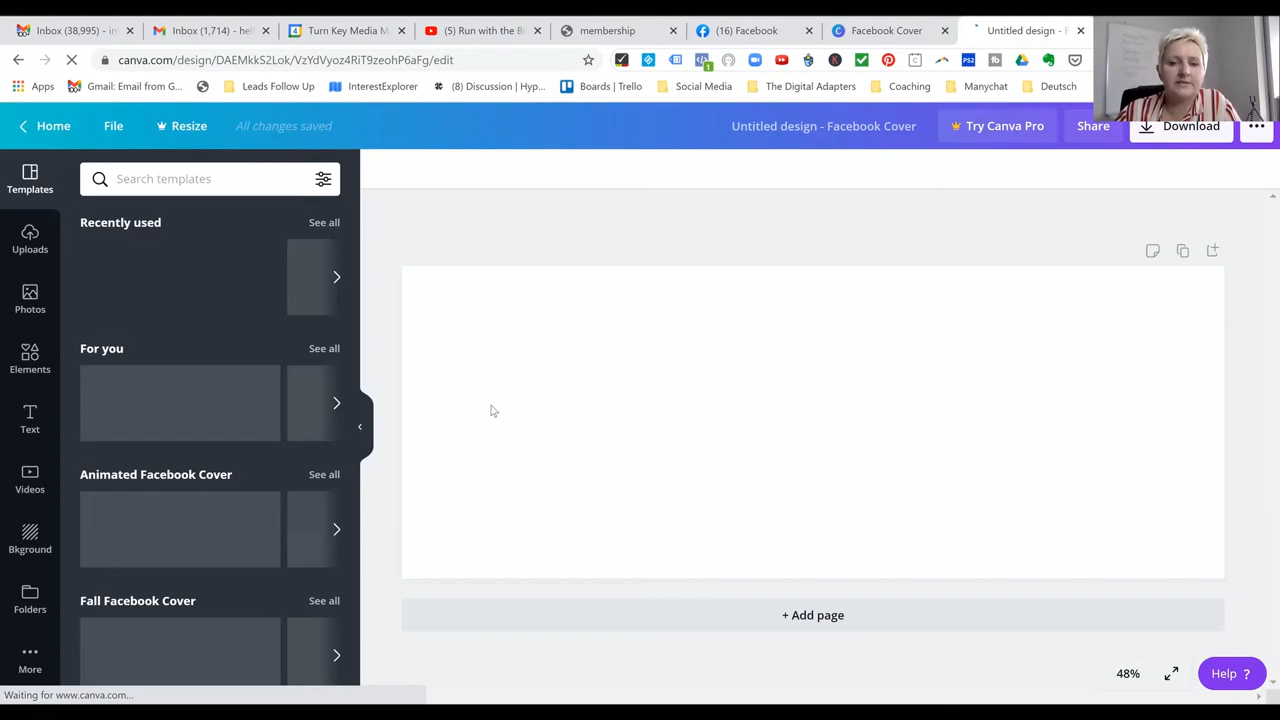 Inbox (38,995) - in
Inbox (1,714) - hel
Turn Key Media M
(5) Run with the Bi
membership
(16) Facebook
Facebook Cover
Untitled design - F
canva.com/design/
/edit
Apps
Gmail: Email from G...
Leads Follow Up
InterestExplorer
(8) Discussion | Hyp...
Boards | Trello
Social Media
The Digital Adapters
Coaching
Manychat
Deutsch
Home
File
Resize
All changes saved
Untitled design - Facebook Cover
Try Canva Pro
Share
Download
Templates
Search templates
Recently used
See all
Uploads
Photos
For you
See all
Elements
Text
Animated Facebook Cover
See all
Videos
Bkground
Fall Facebook Cover
See all
Folders
More
+ Add page
48%
Help ?
Waiting for www.canva.com...